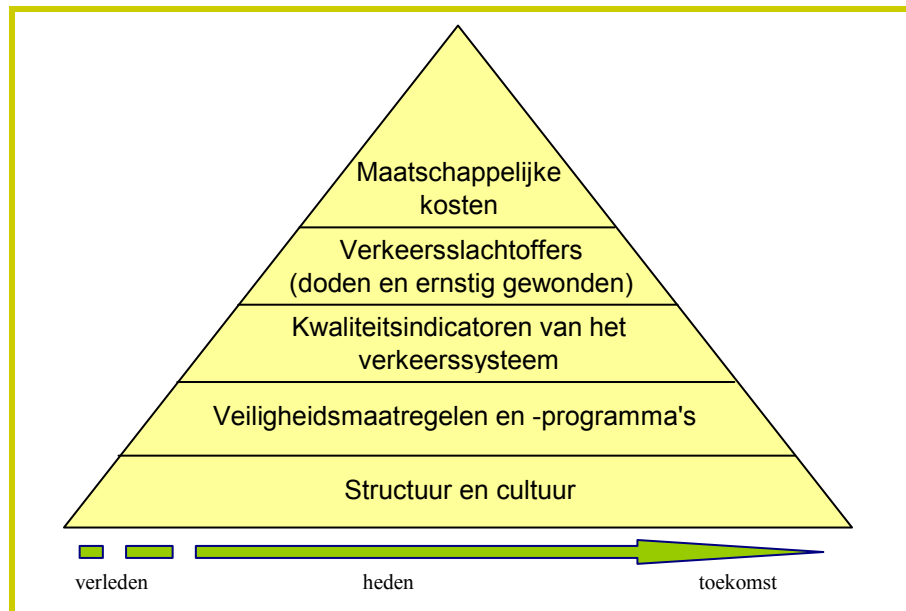 Maatschappelijke
kosten
Verkeersslachtoffers
(doden en ernstig gewonden)
Kwaliteitsindicatoren van het
verkeerssysteem
Veiligheidsmaatregelen en -programma's
Structuur en cultuur
verleden heden toekomst